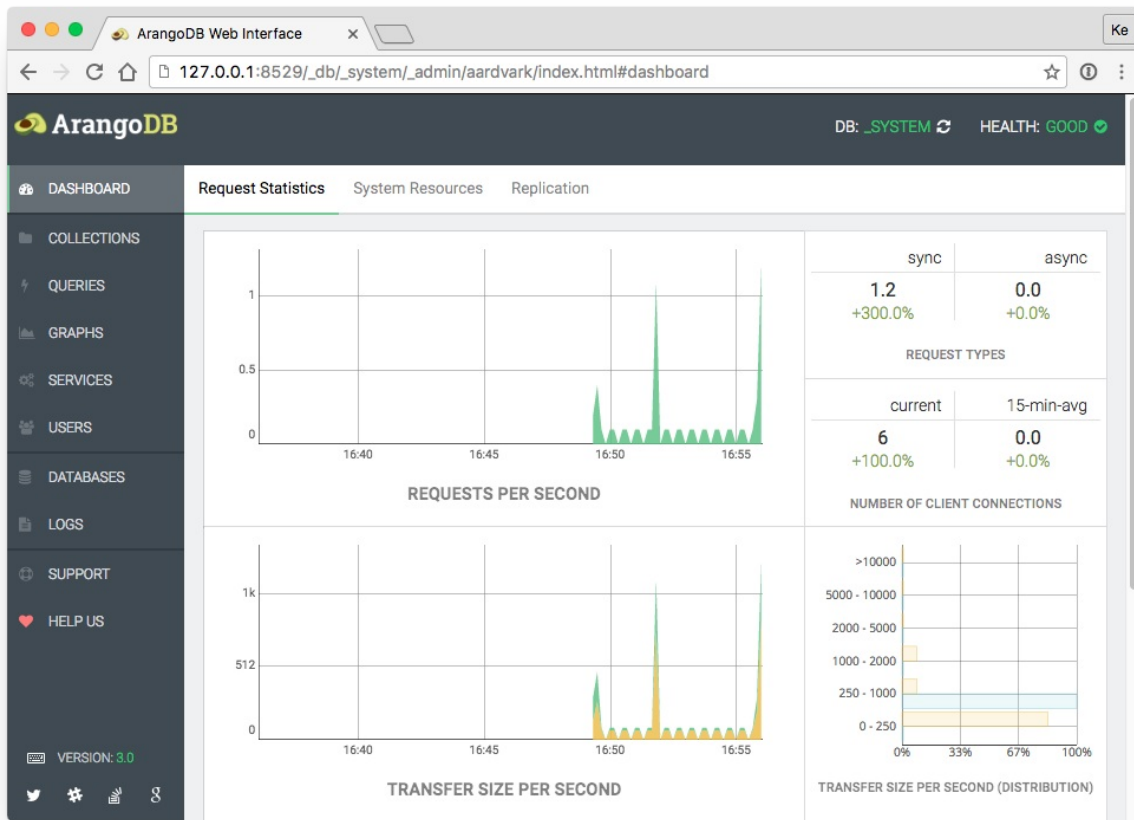 ArangoDB Web Interface
Ke
127.0.0.1:8529/_db/_system/_admin/aardvark/index.html#dashboard
ArangoDB
DB: _SYSTEM
HEALTH: GOOD
DASHBOARD
COLLECTIONS
QUERIES
GRAPHS
SERVICES
USERS
DATABASES
LOGS
SUPPORT
HELP US
VERSION: 3.0
Request Statistics
System Resources
Replication
1
0.5
0
16:40 16:45 16:50 16:55
REQUESTS PER SECOND
sync async
1.2 0.0
+300.0% +0.0%
REQUEST TYPES
current 15-min-avg
6 0.0
+100.0% +0.0%
NUMBER OF CLIENT CONNECTIONS
1k
512
0
16:40 16:45 16:50 16:55
TRANSFER SIZE PER SECOND
>10000
5000 - 10000
2000 - 5000
1000 - 2000
250 - 1000
0 - 250
0% 33% 67% 100%
TRANSFER SIZE PER SECOND (DISTRIBUTION)